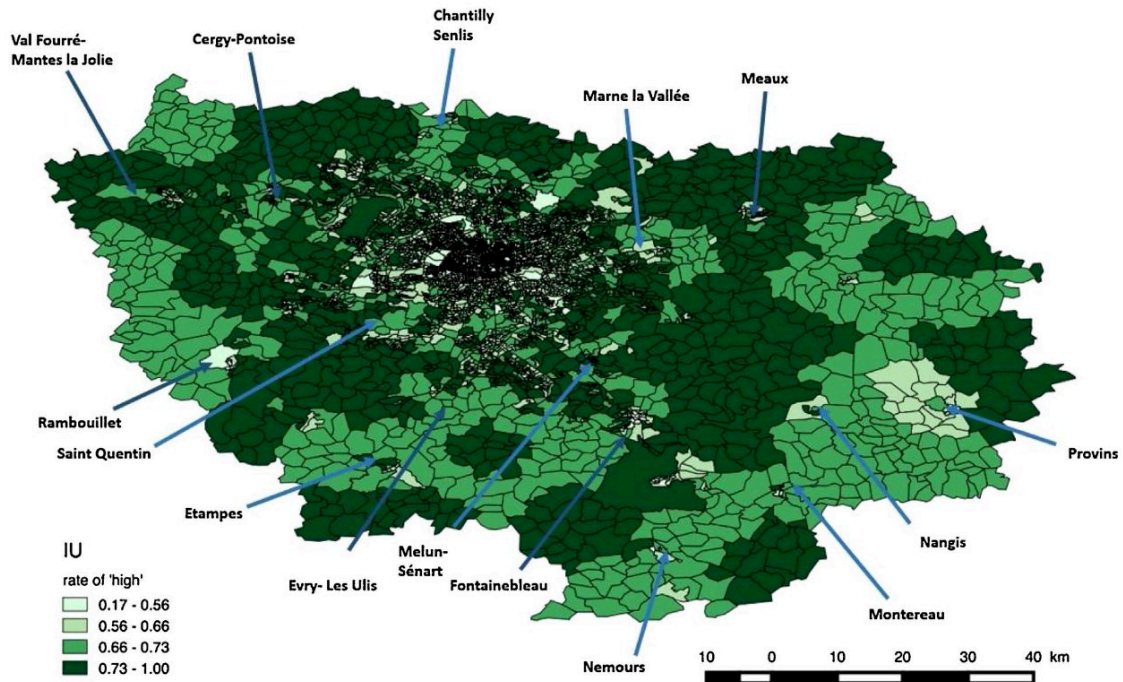 Chantilly
Senlis
Val Fourré-
Mantes la Jolie
Cergy-Pontoise
Marne la Vallée
Meaux
Rambouillet
Saint Quentin
Provins
Etampes
Nangis
Evry- Les Ulis
Melun-
Sénart
Fontainebleau
Montereau
Nemours
IU
rate of 'high'
0.17 - 0.56
0.56 - 0.66
0.66 - 0.73
0.73 - 1.00
10 0 10 20 30 40 km